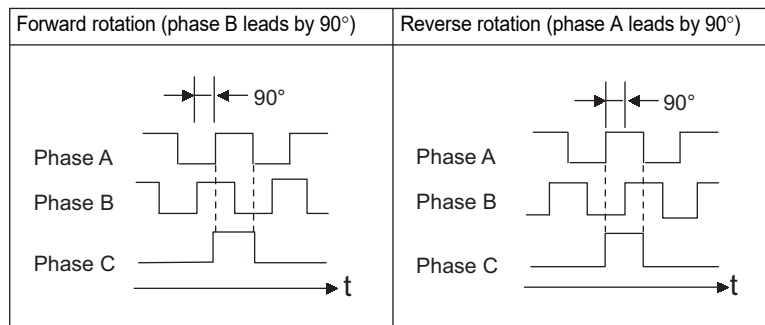 Forward rotation (phase B leads by 90°)
90°
Phase A
Phase B
Phase C
t
Reverse rotation (phase A leads by 90°)
90°
Phase A
Phase B
Phase C
t